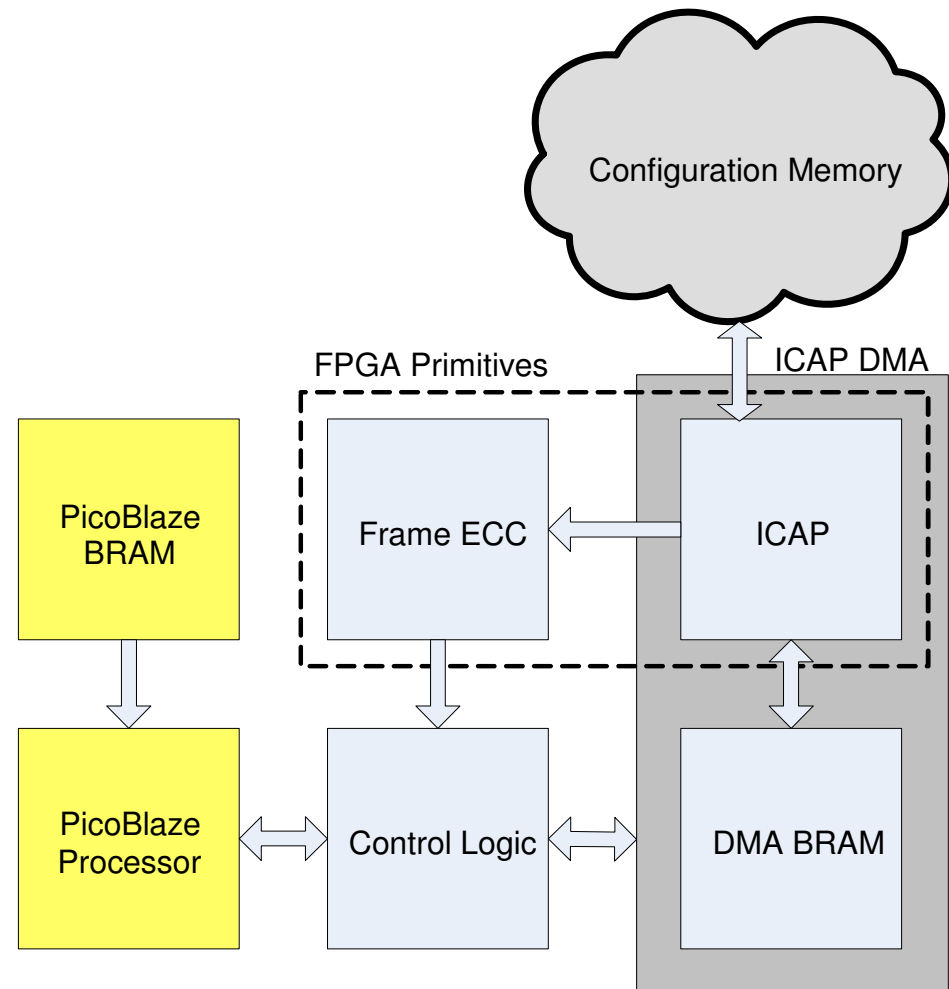 Configuration Memory
FPGA Primitives
ICAP DMA
PicoBlaze
BRAM
Frame ECC
ICAP
PicoBlaze
Processor
Control Logic
DMA BRAM